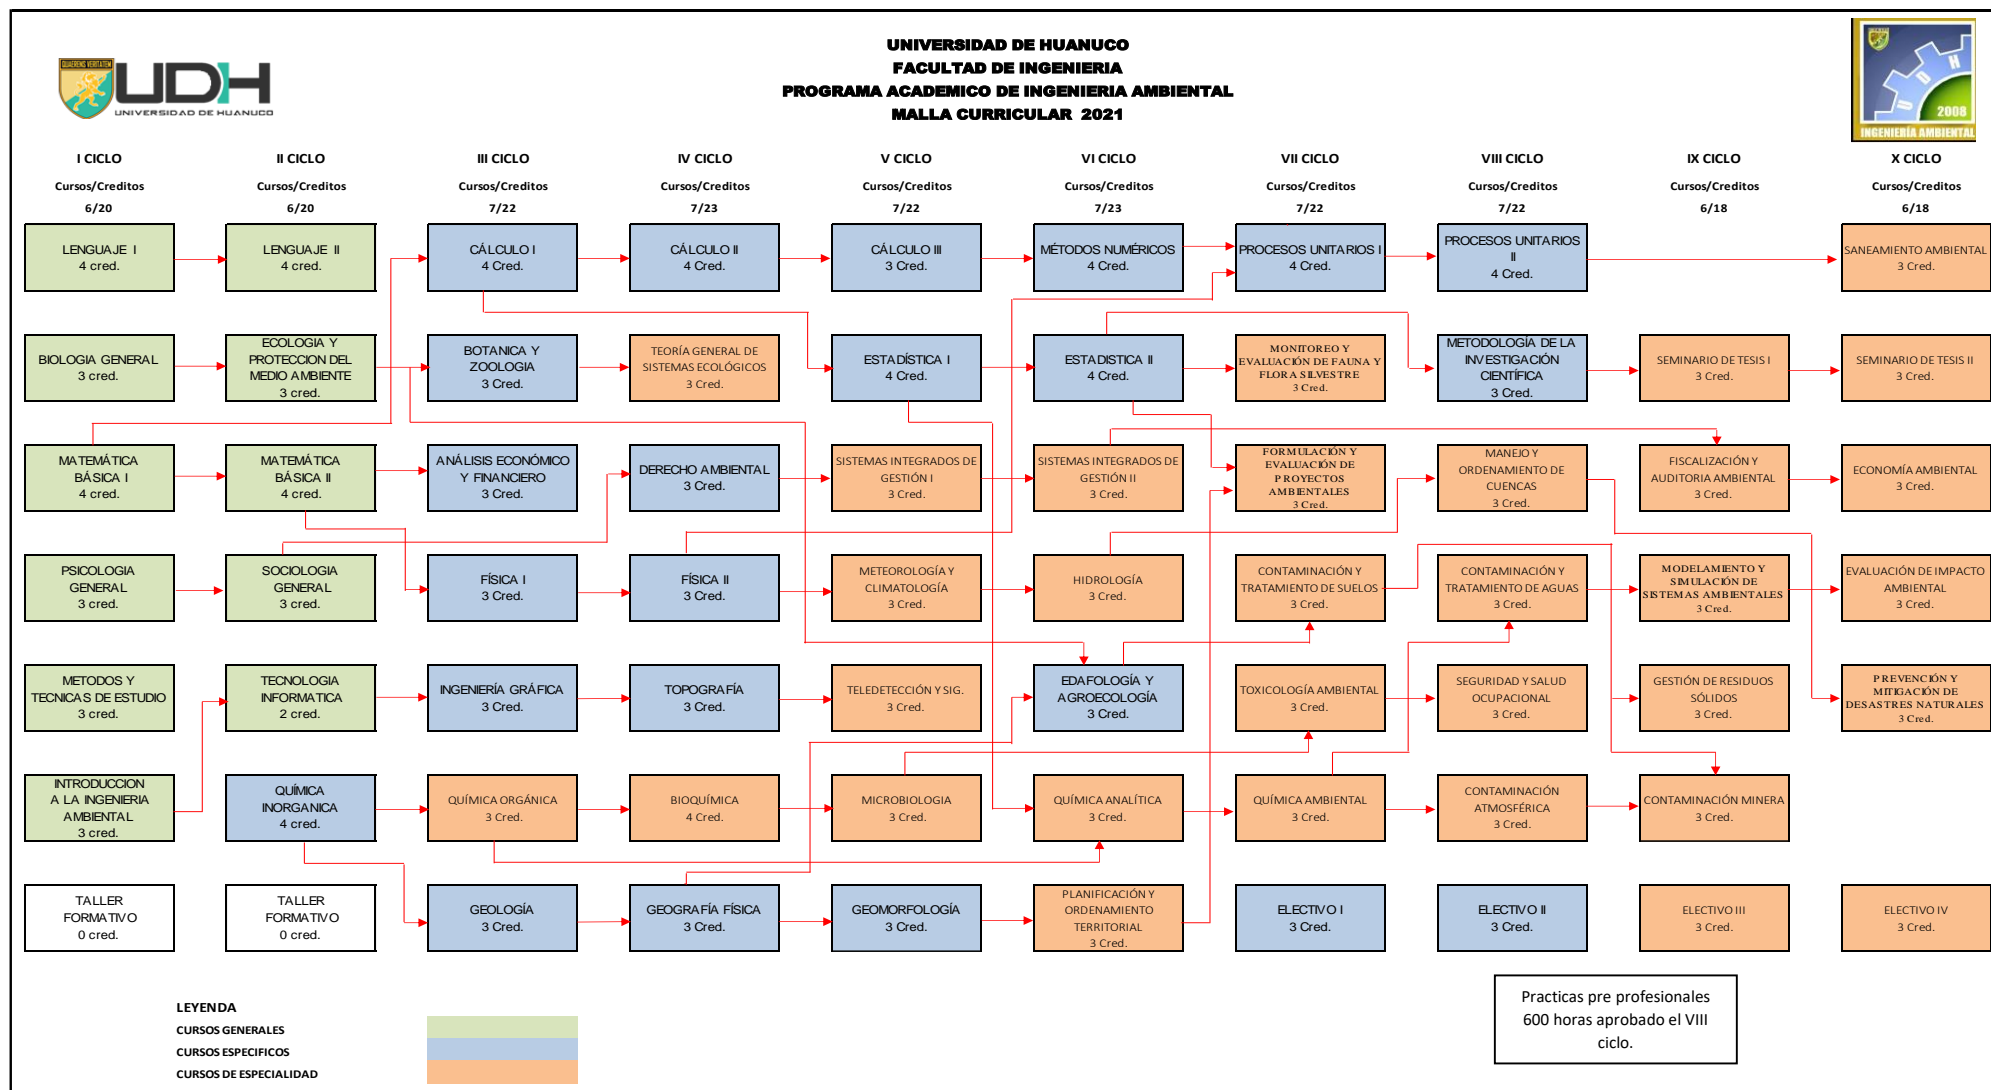 UNIVERSIDAD DE HUANUCO
FACULTAD DE INGENIERIA
PROGRAMA ACADEMICO DE INGENIERIA AMBIENTAL
MALLA CURRICULAR 2021
QUAERENS VERITATEM
UDH
UNIVERSIDAD DE HUANUCO
U D H
2008
INGENIERÍA AMBIENTAL
I CICLO
Cursos/Creditos
6/20
LENGUAJE I
4 cred.
BIOLOGIA GENERAL
3 cred.
MATEMÁTICA
BÁSICA I
4 cred.
PSICOLOGIA
GENERAL
3 cred.
METODOS Y
TECNICAS DE ESTUDIO
3 cred.
INTRODUCCION
A LA INGENIERIA
AMBIENTAL
3 cred.
TALLER
FORMATIVO
0 cred.
II CICLO
Cursos/Creditos
6/20
LENGUAJE II
4 cred.
ECOLOGIA Y
PROTECCION DEL
MEDIO AMBIENTE
3 cred.
MATEMÁTICA
BÁSICA II
4 cred.
SOCIOLOGIA
GENERAL
3 cred.
TECNOLOGIA
INFORMATICA
2 cred.
QUÍMICA
INORGANICA
4 cred.
TALLER
FORMATIVO
0 cred.
III CICLO
Cursos/Creditos
7/22
CÁLCULO I
4 Cred.
BOTANICA Y
ZOOLOGIA
3 Cred.
ANÁLISIS ECONÓMICO
Y FINANCIERO
3 Cred.
FÍSICA I
3 Cred.
INGENIERÍA GRÁFICA
3 Cred.
QUÍMICA ORGÁNICA
3 Cred.
GEOLOGÍA
3 Cred.
IV CICLO
Cursos/Creditos
7/23
CÁLCULO II
4 Cred.
TEORÍA GENERAL DE
SISTEMAS ECOLÓGICOS
3 Cred.
DERECHO AMBIENTAL
3 Cred.
FÍSICA II
3 Cred.
TOPOGRAFÍA
3 Cred.
BIOQUÍMICA
4 Cred.
GEOGRAFÍA FÍSICA
3 Cred.
V CICLO
Cursos/Creditos
7/22
CÁLCULO III
3 Cred.
ESTADÍSTICA I
4 Cred.
SISTEMAS INTEGRADOS DE
GESTIÓN I
3 Cred.
METEOROLOGÍA Y
CLIMATOLOGÍA
3 Cred.
TELEDETECCIÓN Y SIG.
3 Cred.
MICROBIOLOGIA
3 Cred.
GEOMORFOLOGÍA
3 Cred.
VI CICLO
Cursos/Creditos
7/23
MÉTODOS NUMÉRICOS
4 Cred.
ESTADISTICA II
4 Cred.
SISTEMAS INTEGRADOS DE
GESTIÓN II
3 Cred.
HIDROLOGÍA
3 Cred.
EDAFOLOGÍA Y
AGROECOLOGÍA
3 Cred.
QUÍMICA ANALÍTICA
3 Cred.
PLANIFICACIÓN Y
ORDENAMIENTO
TERRITORIAL
3 Cred.
VII CICLO
Cursos/Creditos
7/22
PROCESOS UNITARIOS I
4 Cred.
MONITOREO Y
EVALUACIÓN DE FAUNA Y
FLORA SILVESTRE
3 Cred.
FORMULACIÓN Y
EVALUACIÓN DE
PROYECTOS
AMBIENTALES
3 Cred.
CONTAMINACIÓN Y
TRATAMIENTO DE SUELOS
3 Cred.
TOXICOLOGÍA AMBIENTAL
3 Cred.
QUÍMICA AMBIENTAL
3 Cred.
ELECTIVO I
3 Cred.
VIII CICLO
Cursos/Creditos
7/22
PROCESOS UNITARIOS
II
4 Cred.
METODOLOGÍA DE LA
INVESTIGACIÓN
CIENTÍFICA
3 Cred.
MANEJO Y
ORDENAMIENTO DE
CUENCAS
3 Cred.
CONTAMINACIÓN Y
TRATAMIENTO DE AGUAS
3 Cred.
SEGURIDAD Y SALUD
OCUPACIONAL
3 Cred.
CONTAMINACIÓN
ATMOSFÉRICA
3 Cred.
ELECTIVO II
3 Cred.
IX CICLO
Cursos/Creditos
6/18
SEMINARIO DE TESIS I
3 Cred.
FISCALIZACIÓN Y
AUDITORIA AMBIENTAL
3 Cred.
MODELAMIENTO Y
SIMULACIÓN DE
SISTEMAS AMBIENTALES
3 Cred.
GESTIÓN DE RESIDUOS
SÓLIDOS
3 Cred.
CONTAMINACIÓN MINERA
3 Cred.
ELECTIVO III
3 Cred.
X CICLO
Cursos/Creditos
6/18
SANEAMIENTO AMBIENTAL
3 Cred.
SEMINARIO DE TESIS II
3 Cred.
ECONOMÍA AMBIENTAL
3 Cred.
EVALUACIÓN DE IMPACTO
AMBIENTAL
3 Cred.
PREVENCIÓN Y
MITIGACIÓN DE
DESASTRES NATURALES
3 Cred.
ELECTIVO IV
3 Cred.
LEYENDA
CURSOS GENERALES
CURSOS ESPECIFICOS
CURSOS DE ESPECIALIDAD
Practicas pre profesionales
600 horas aprobado el VIII
ciclo.